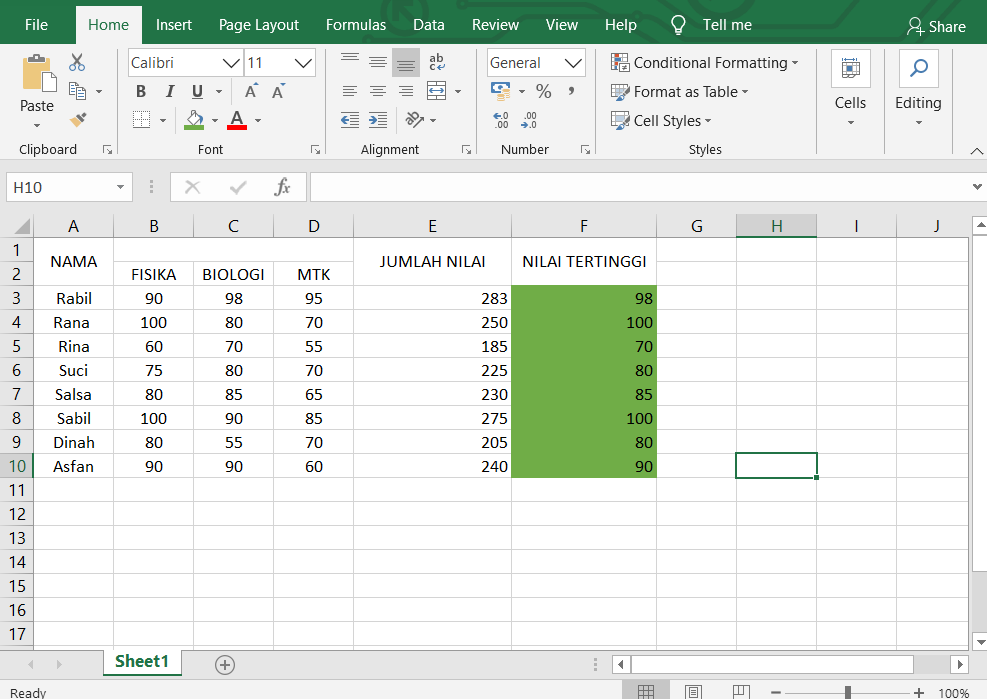 File Home Insert Page Layout Formulas Data Review View Help Tell me Share
Calibri 11 General Conditional Formatting
Paste B I U A A % , Format as Table Cells Editing
A Cell Styles
Clipboard Font Alignment Number Styles
H10 fx
A B C D E F G H I J
1 NAMA JUMLAH NILAI NILAI TERTINGGI
2 FISIKA BIOLOGI MTK
3 Rabil 90 98 95 283 98
4 Rana 100 80 70 250 100
5 Rina 60 70 55 185 70
6 Suci 75 80 70 225 80
7 Salsa 80 85 65 230 85
8 Sabil 100 90 85 275 100
9 Dinah 80 55 70 205 80
10 Asfan 90 90 60 240 90
11
12
13
14
15
16
17
Sheet1
Ready 100%